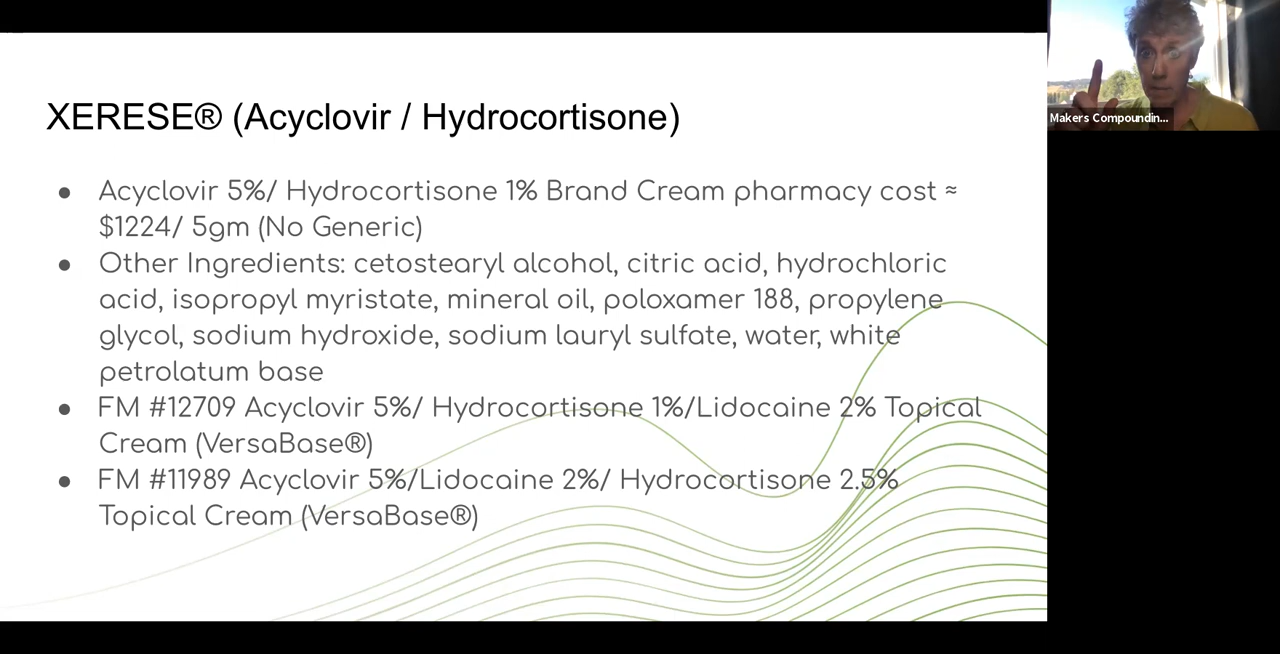 XERESE® (Acyclovir / Hydrocortisone)
● Acyclovir 5%/ Hydrocortisone 1% Brand Cream pharmacy cost ≈
$1224/ 5gm (No Generic)
● Other Ingredients: cetostearyl alcohol, citric acid, hydrochloric
acid, isopropyl myristate, mineral oil, poloxamer 188, propylene
glycol, sodium hydroxide, sodium lauryl sulfate, water, white
petrolatum base
● FM #12709 Acyclovir 5%/ Hydrocortisone 1%/Lidocaine 2% Topical
Cream (VersaBase®)
● FM #11989 Acyclovir 5%/Lidocaine 2%/ Hydrocortisone 2.5%
Topical Cream (VersaBase®)
Makers Compoundin...